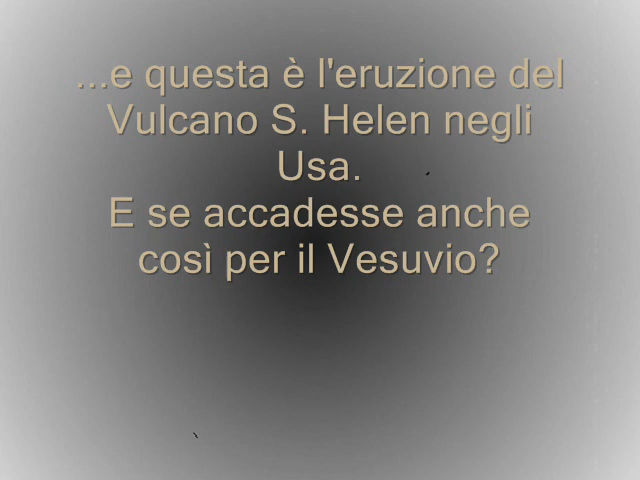 ...e questa è l'eruzione del
Vulcano S. Helen negli
Usa.
E se accadesse anche
così per il Vesuvio?